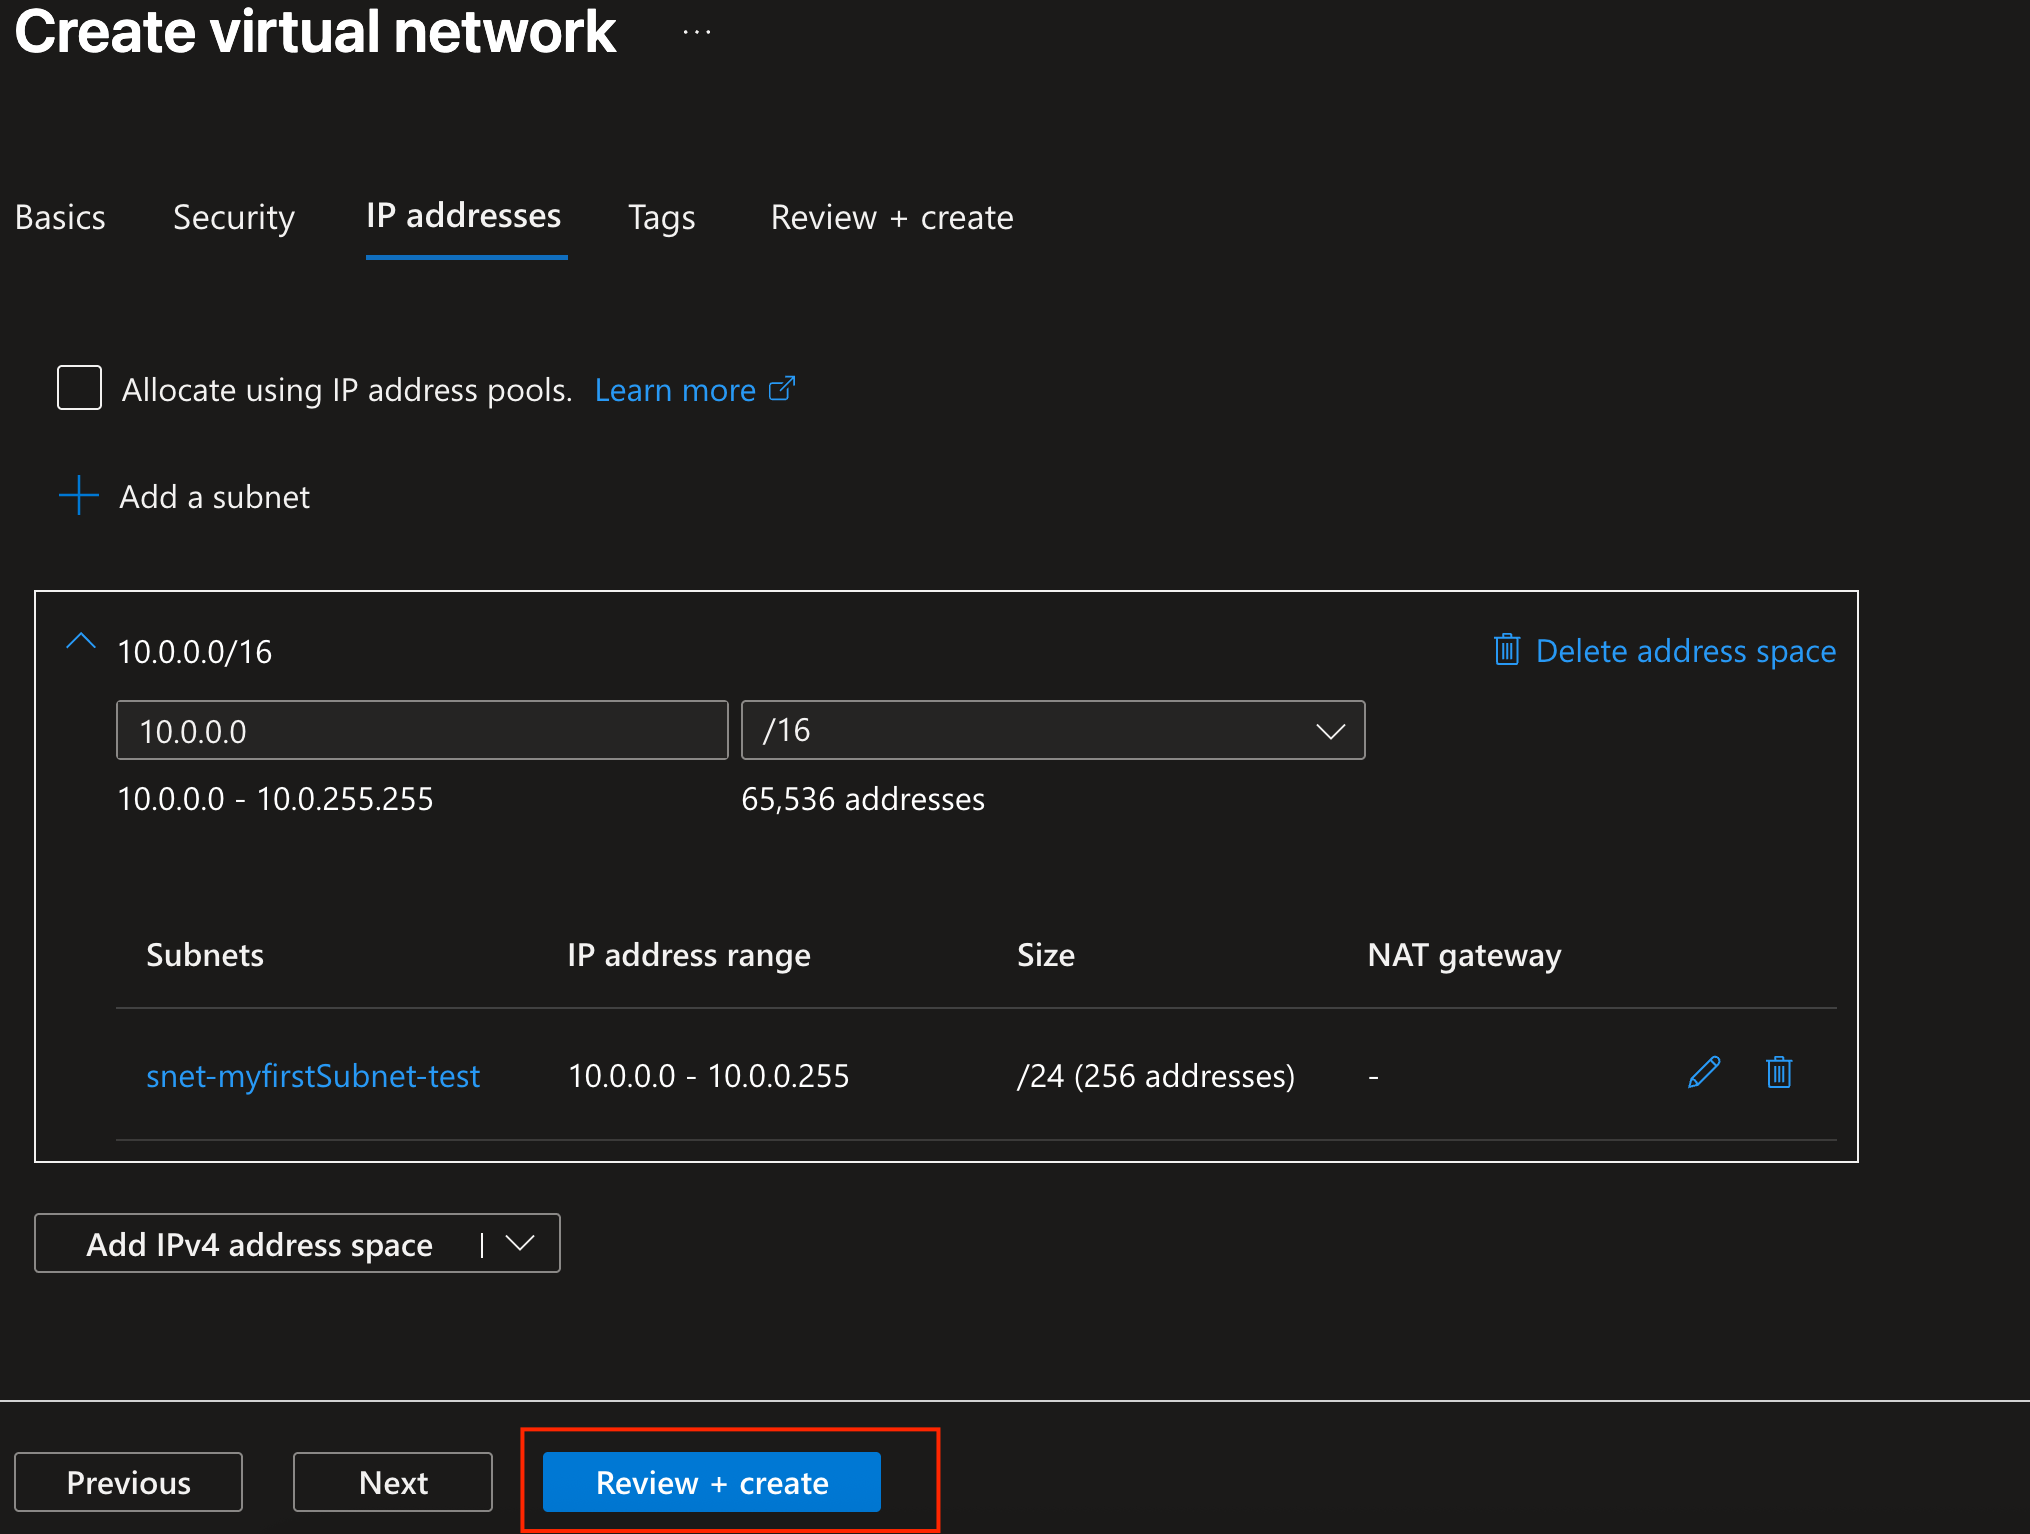 Create virtual network ...
Basics Security IP addresses Tags Review + create
Allocate using IP address pools. Learn more
Add a subnet
10.0.0.0/16 Delete address space
10.0.0.0 /16
10.0.0.0 - 10.0.255.255 65,536 addresses
Subnets IP address range Size NAT gateway
snet-myfirstSubnet-test 10.0.0.0 - 10.0.0.255 /24 (256 addresses) -
Add IPv4 address space |
Previous Next Review + create